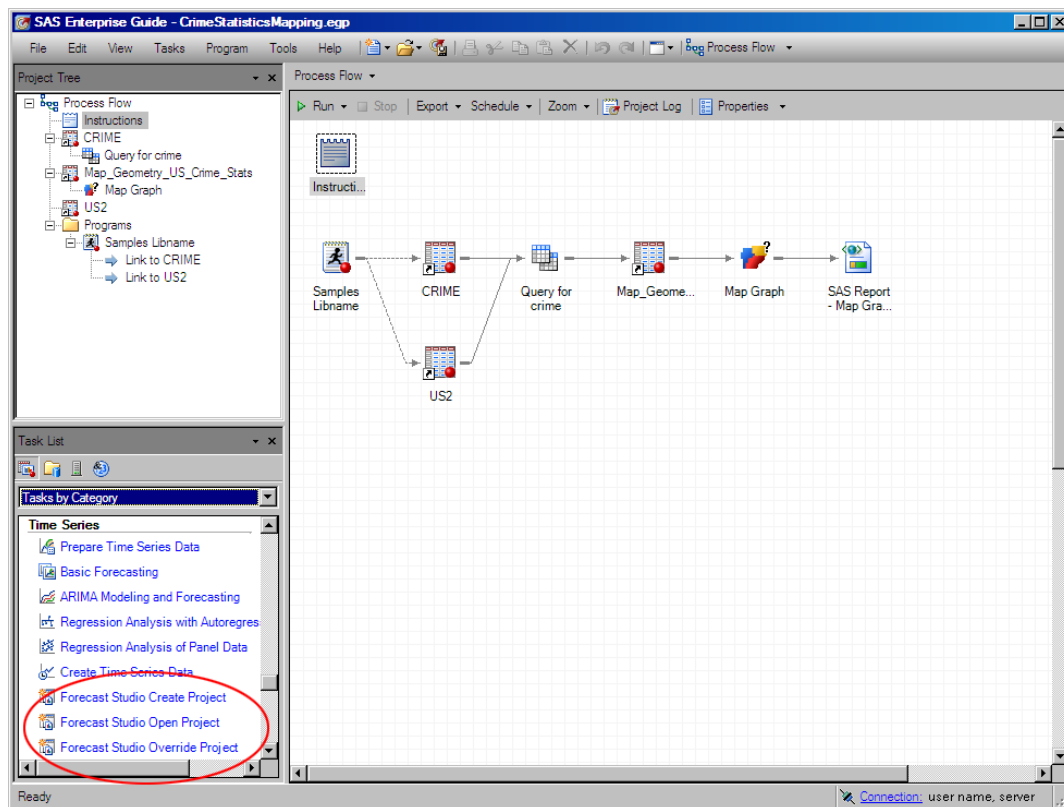 SAS Enterprise Guide - CrimeStatisticsMapping.egp
File Edit View Tasks Program Tools Help Process Flow
Project Tree
Process Flow
Instructions
CRIME
Query for crime
Map_Geometry_US_Crime_Stats
Map Graph
US2
Programs
Samples Libname
Link to CRIME
Link to US2
Process Flow
Run Stop Export Schedule Zoom Project Log Properties
Instructi...
Samples
Libname
CRIME
Query for
crime
Map_Geome...
Map Graph
SAS Report
- Map Gra...
US2
Task List
Tasks by Category
Time Series
Prepare Time Series Data
Basic Forecasting
ARIMA Modeling and Forecasting
Regression Analysis with Autoregres
Regression Analysis of Panel Data
Create Time Series Data
Forecast Studio Create Project
Forecast Studio Open Project
Forecast Studio Override Project
Ready
Connection: user name, server